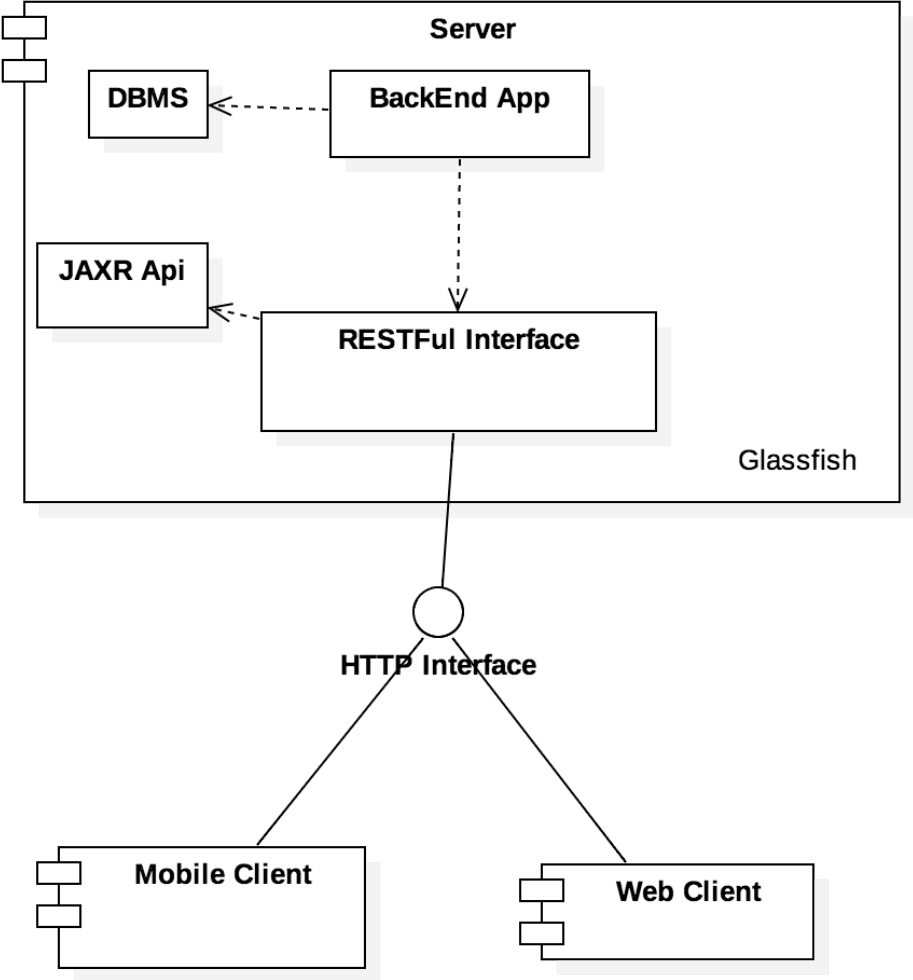 Server
DBMS
BackEnd App
JAXR Api
RESTFul Interface
Glassfish
HTTP Interface
Mobile Client
Web Client